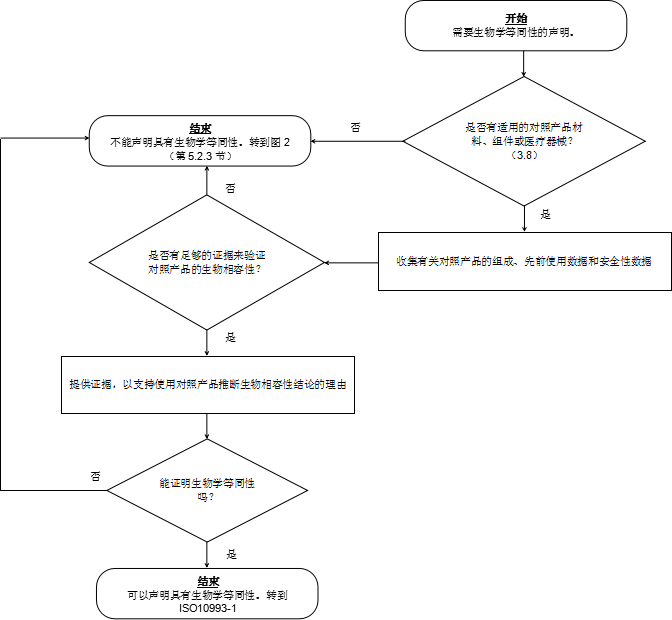 开始
需要生物学等同性的声明。
是否有适用的对照产品材
料、组件或医疗器械?
（3.8）
否
是
结束
不能声明具有生物学等同性。转到图 2
（第 5.2.3 节）
否
收集有关对照产品的组成、先前使用数据和安全性数据
是否有足够的证据来验证
对照产品的生物相容性?
是
提供证据，以支持使用对照产品推断生物相容性结论的理由
能证明生物学等同性
吗?
否
是
结束
可以声明具有生物学等同性。转到
ISO10993-1